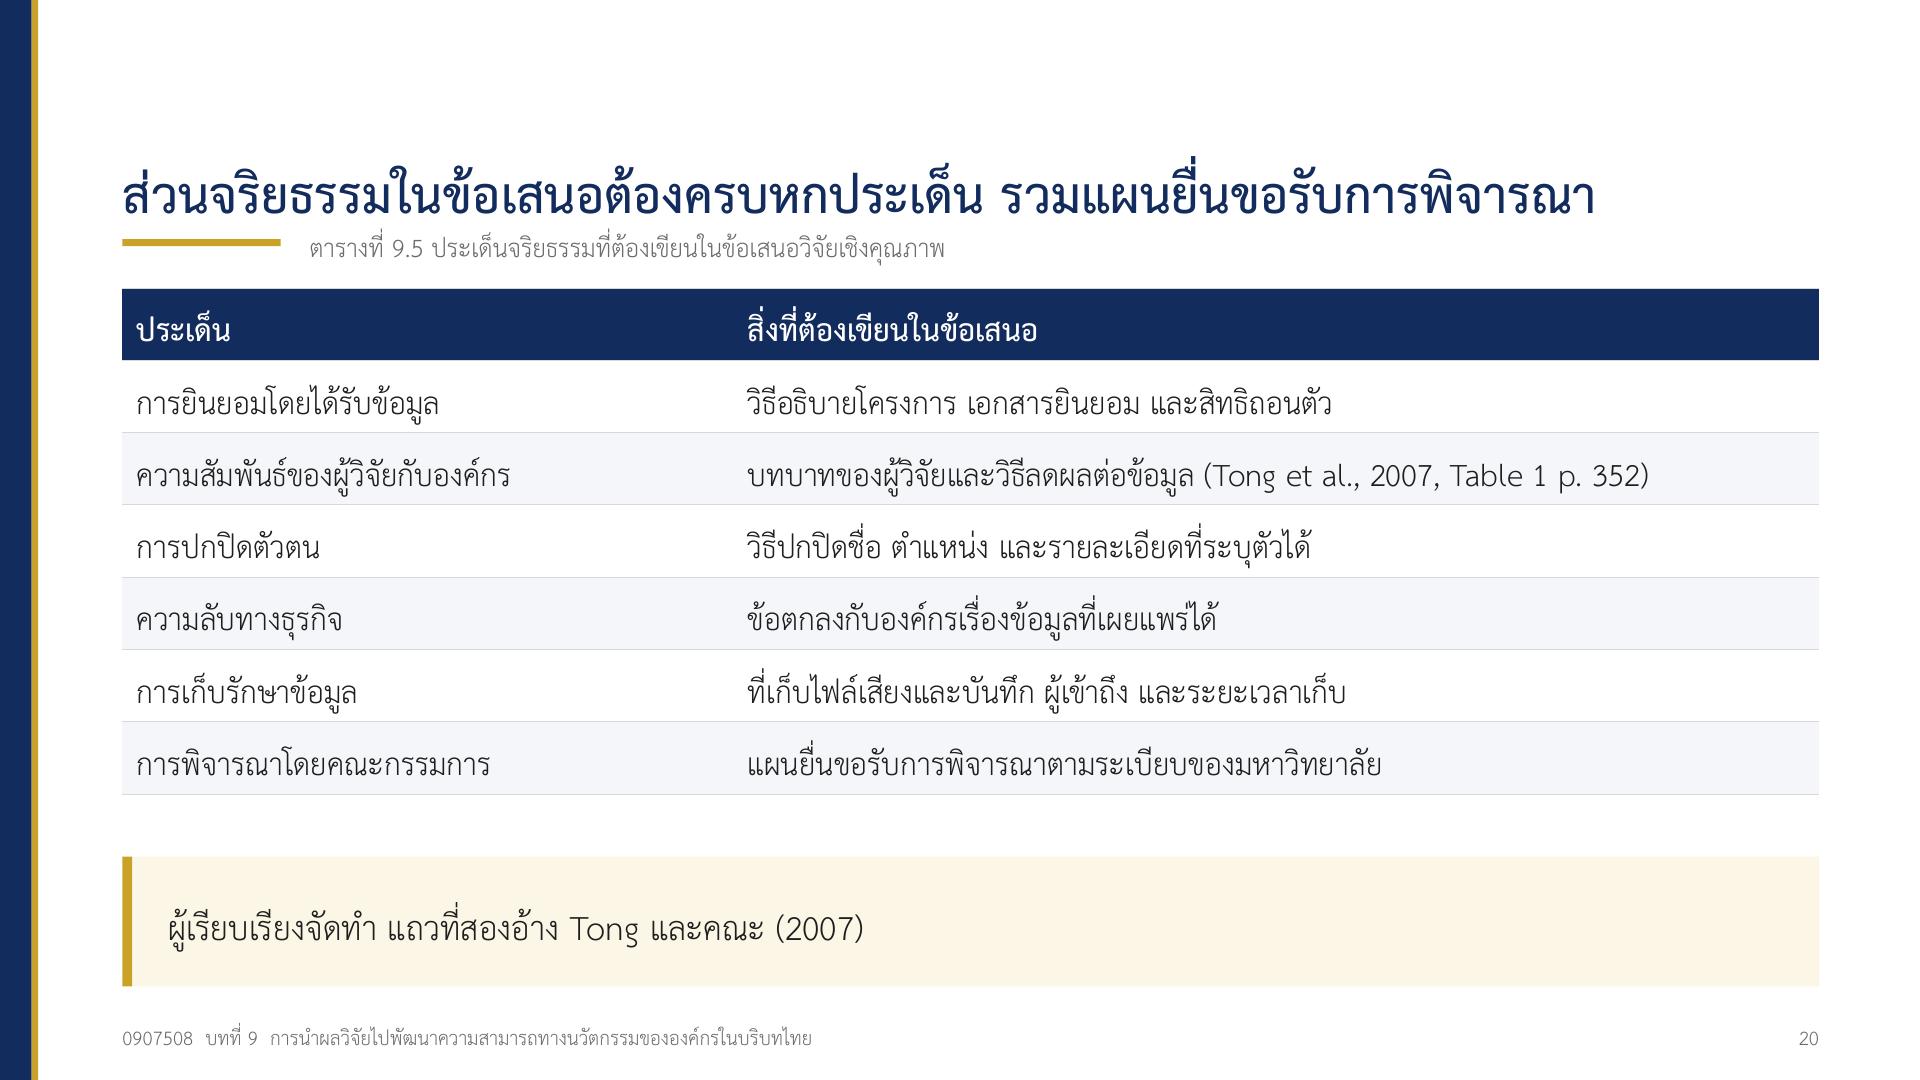 ส่วนจริยธรรมในข้อเสนอต้องครบหกประเด็น รวมแผนยื่นขอรับการพิจารณา
ตารางที่ 9.5 ประเด็นจริยธรรมที่ต้องเขียนในข้อเสนอวิจัยเชิงคุณภาพ
ประเด็น สิ่งที่ต้องเขียนในข้อเสนอ
การยินยอมโดยได้รับข้อมูล วิธีอธิบายโครงการ เอกสารยินยอม และสิทธิถอนตัว
ความสัมพันธ์ของผู้วิจัยกับองค์กร บทบาทของผู้วิจัยและวิธีลดผลต่อข้อมูล (Tong et al., 2007, Table 1 p. 352)
การปกปิดตัวตน วิธีปกปิดชื่อ ตำแหน่ง และรายละเอียดที่ระบุตัวได้
ความลับทางธุรกิจ ข้อตกลงกับองค์กรเรื่องข้อมูลที่เผยแพร่ได้
การเก็บรักษาข้อมูล ที่เก็บไฟล์เสียงและบันทึก ผู้เข้าถึง และระยะเวลาเก็บ
การพิจารณาโดยคณะกรรมการ แผนยื่นขอรับการพิจารณาตามระเบียบของมหาวิทยาลัย
ผู้เรียบเรียงจัดทำ แถวที่สองอ้าง Tong และคณะ (2007)
0907508 บทที่ 9 การนำผลวิจัยไปพัฒนาความสามารถทางนวัตกรรมขององค์กรในบริบทไทย 20